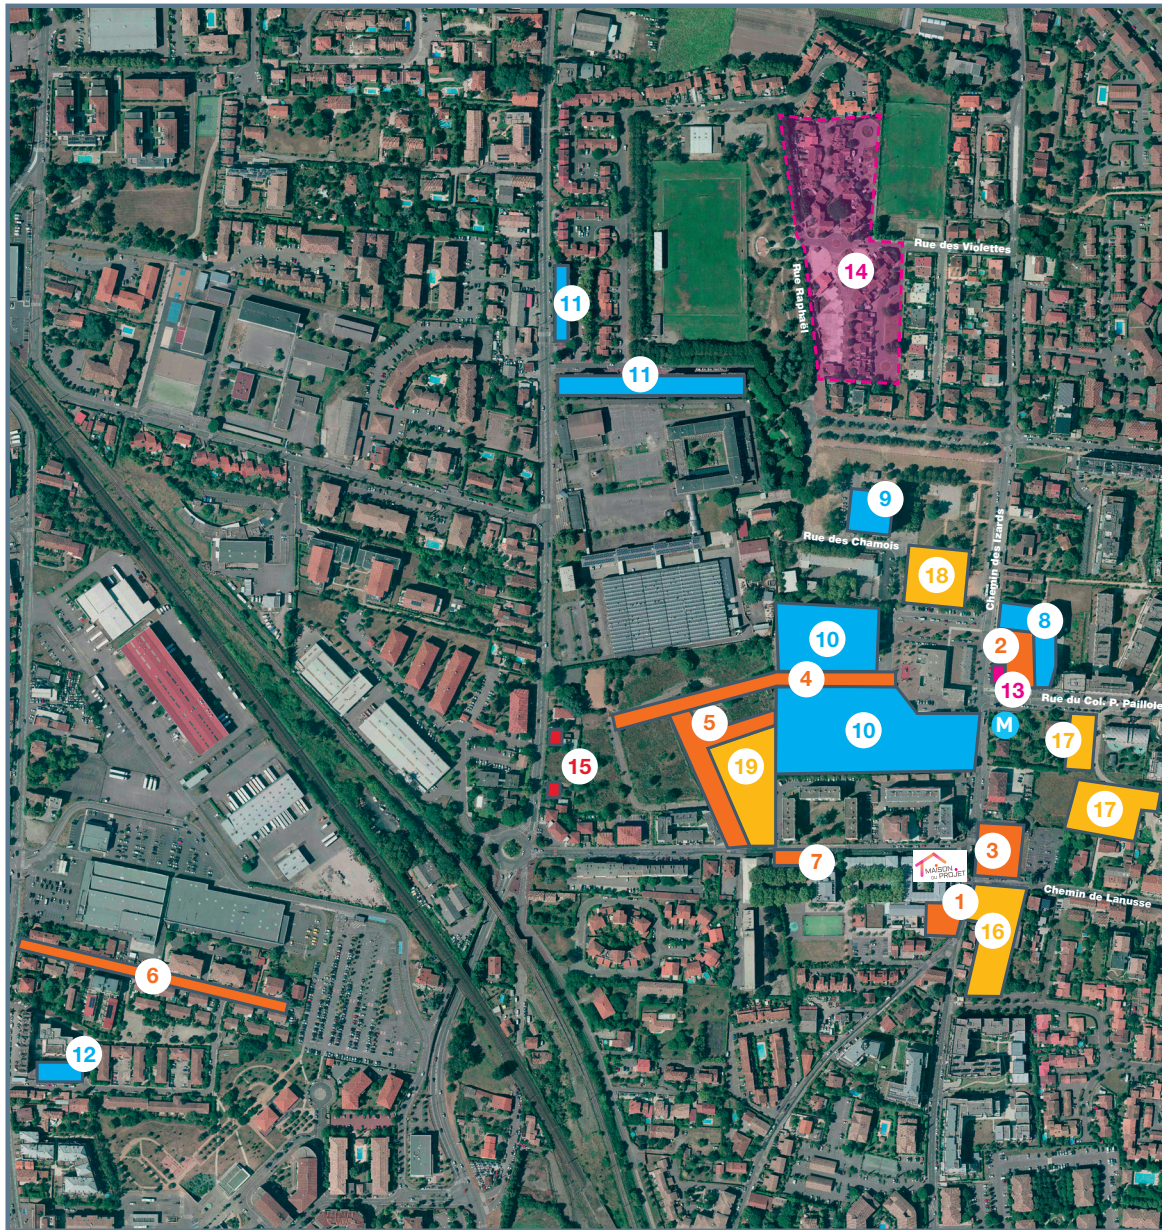 Rue des Violettes
14
Rue Raphaël
11
11
9
Chemin des Izards
Rue des Chamois
18
8
10
2
4
13
Rue du Col. P. Paillole
5
M
10
17
15
19
17
3
7
MAISON
DU PROJET
Chemin de Lanusse
1
16
6
12